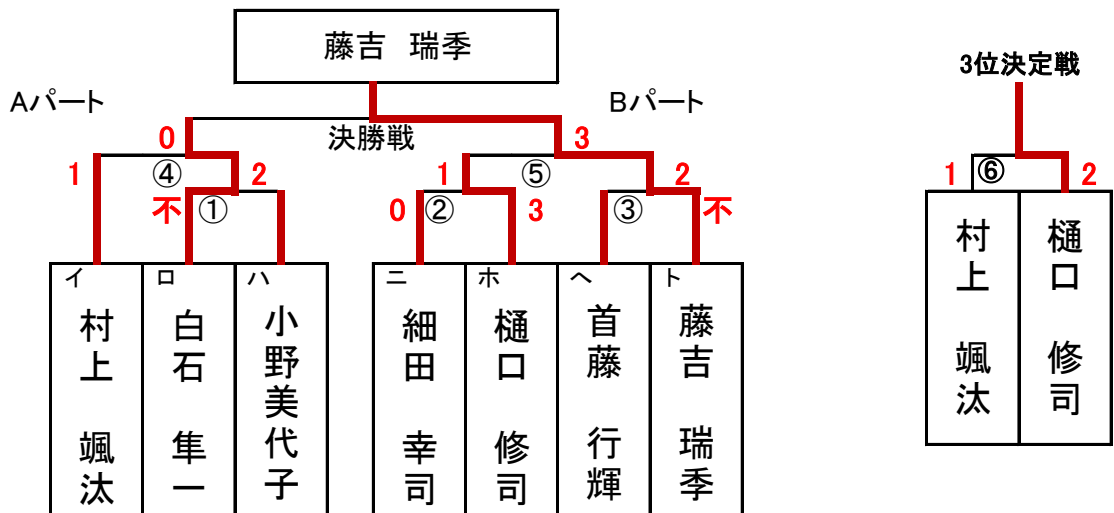 藤吉 瑞季
3位決定戦
Aパート
Bパート
0
決勝戦
3
1
④
2
1
⑤
2
1
⑥
2
不
①
0
②
3
③
不
イ
ロ
ハ
ニ
ホ
ヘ
ト
村上 颯汰
白石 隼一
小野美代子
細田 幸司
樋口 修司
首藤 行輝
藤吉 瑞季
村上 颯汰
樋口 修司